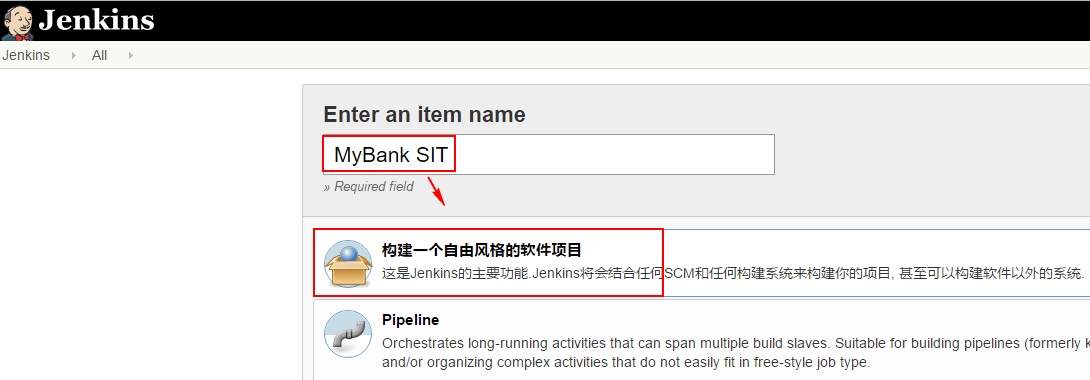 Jenkins
Jenkins All
Enter an item name
MyBank SIT
» Required field
构建一个自由风格的软件项目
这是Jenkins的主要功能.Jenkins将会结合任何SCM和任何构建系统来构建你的项目, 甚至可以构建软件以外的系统.
Pipeline
Orchestrates long-running activities that can span multiple build slaves. Suitable for building pipelines (formerly k
and/or organizing complex activities that do not easily fit in free-style job type.